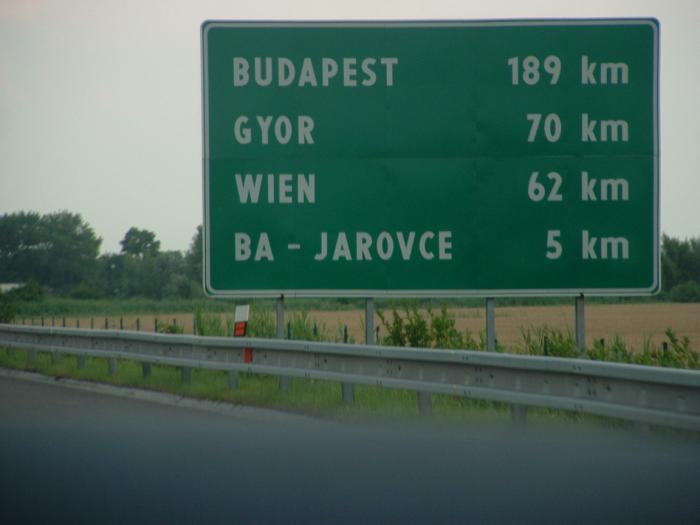 BUDAPEST 189 km
GYOR 70 km
WIEN 62 km
BA - JAROVCE 5 km